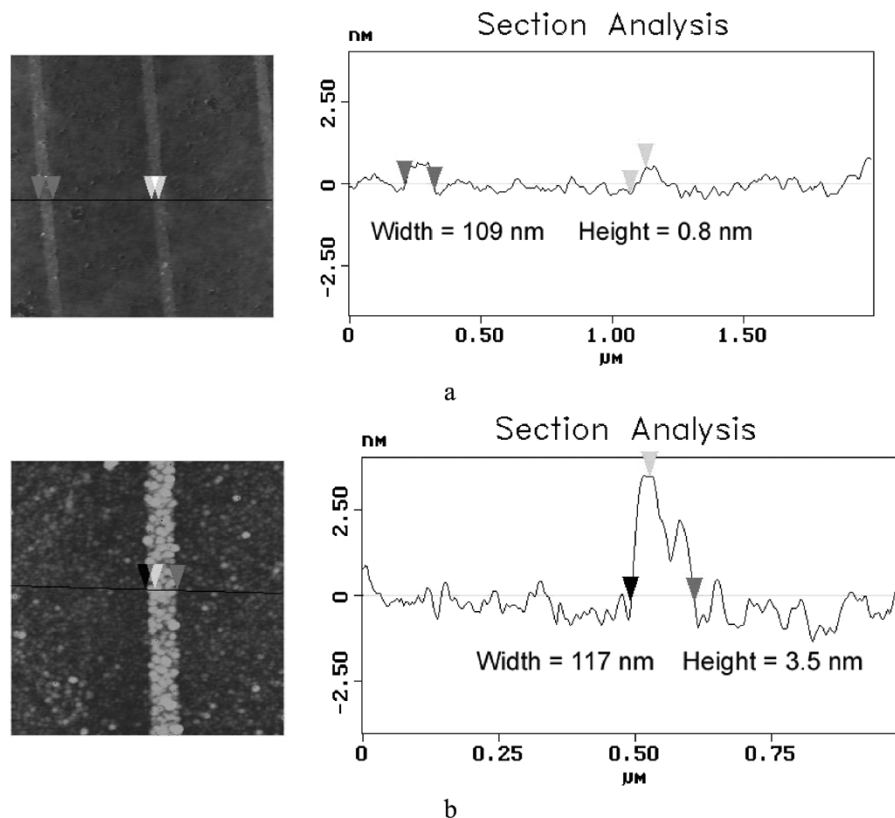 Section Analysis
nM
2.50
0
-2.50
Width = 109 nm Height = 0.8 nm
0 0.50 1.00 1.50
µM
a
Section Analysis
nM
2.50
0
-2.50
Width = 117 nm Height = 3.5 nm
0 0.25 0.50 0.75
µM
b